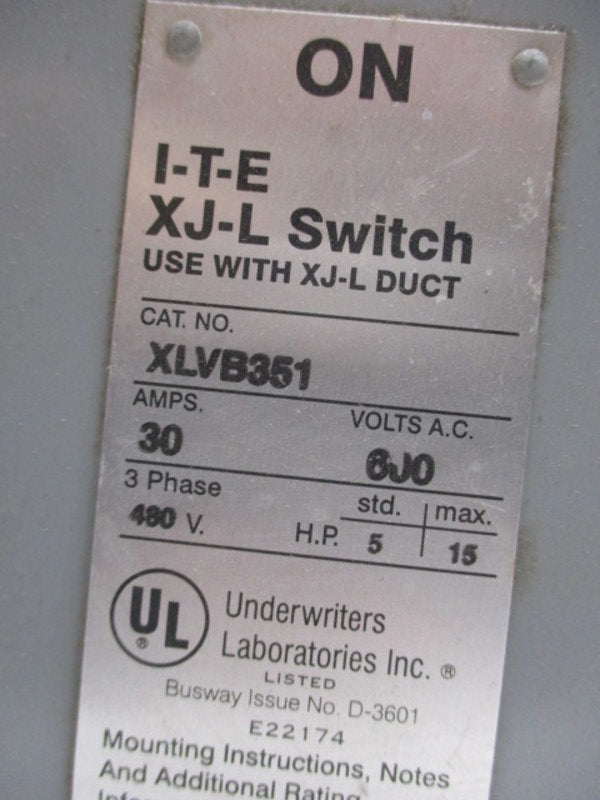 ON
I-T-E
XJ-L Switch
USE WITH XJ-L DUCT
CAT. NO.
XLVB351
AMPS. VOLTS A.C.
30 600
3 Phase std. max.
480 V. H.P. 5 15
UL ®
Underwriters
Laboratories Inc. ®
LISTED
Busway Issue No. D-3601
E22174
Mounting Instructions, Notes
And Additional Rating